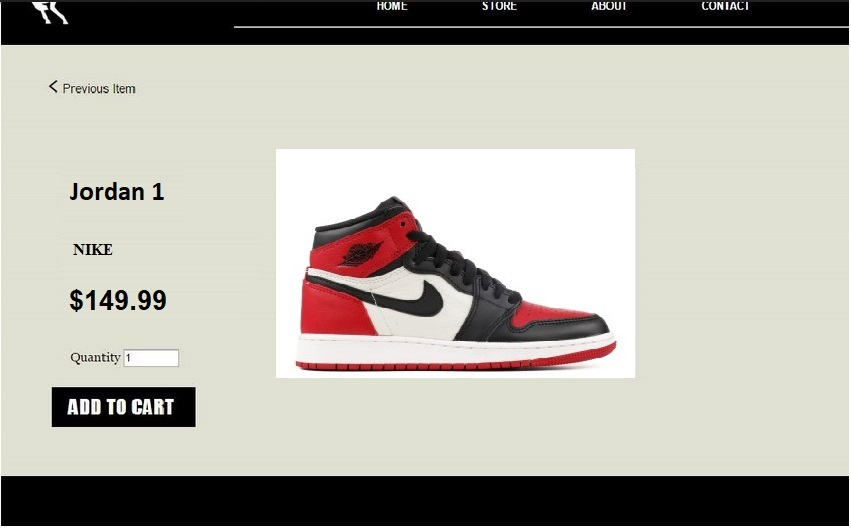 HOME STORE ABOUT CONTACT
< Previous Item
Jordan 1
NIKE
$149.99
Quantity 1
ADD TO CART